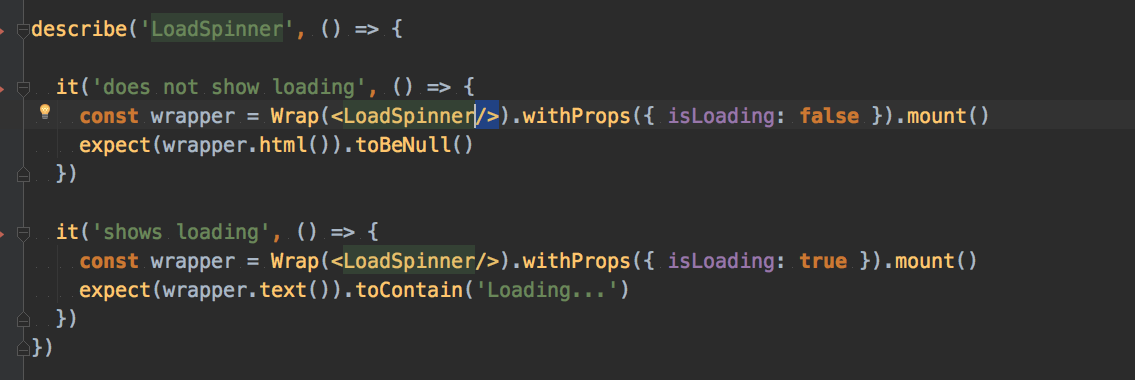 describe('LoadSpinner', () => {
it('does not show loading', () => {
const wrapper = Wrap(<LoadSpinner/>).withProps({ isLoading: false }).mount()
expect(wrapper.html()).toBeNull()
})
it('shows loading', () => {
const wrapper = Wrap(<LoadSpinner/>).withProps({ isLoading: true }).mount()
expect(wrapper.text()).toContain('Loading...')
})
})